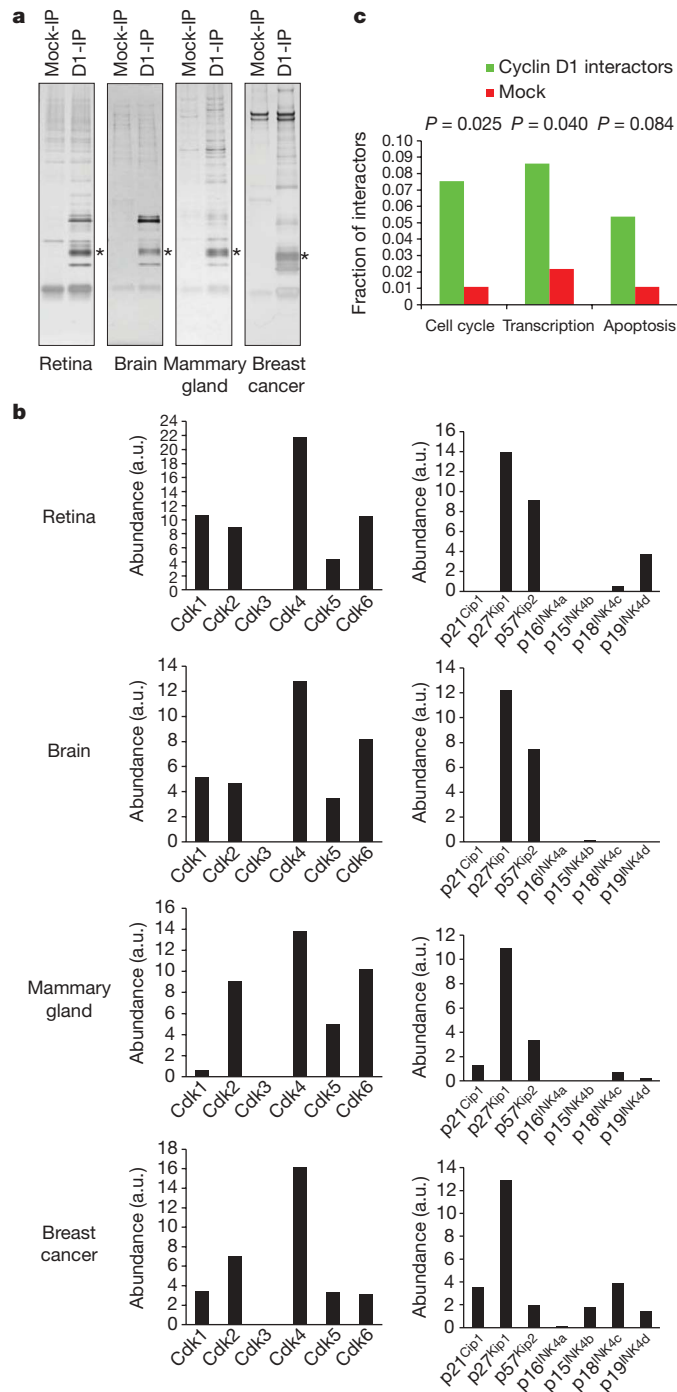 a
Mock-IP
D1-IP
Mock-IP
D1-IP
Mock-IP
D1-IP
Mock-IP
D1-IP
*
*
*
*
Retina
Brain
Mammary
gland
Breast
cancer
c
Cyclin D1 interactors
Mock
P = 0.025 P = 0.040 P = 0.084
Fraction of interactors
0.10
0.09
0.08
0.07
0.06
0.05
0.04
0.03
0.02
0.01
0
Cell cycle Transcription Apoptosis
b
Retina
Abundance (a.u.)
24
22
20
18
16
14
12
10
8
6
4
2
0
Cdk1
Cdk2
Cdk3
Cdk4
Cdk5
Cdk6
Abundance (a.u.)
16
14
12
10
8
6
4
2
0
p21Cip1
p27Kip1
p57Kip2
p16INK4a
p15INK4b
p18INK4c
p19INK4d
Brain
Abundance (a.u.)
14
12
10
8
6
4
2
0
Cdk1
Cdk2
Cdk3
Cdk4
Cdk5
Cdk6
Abundance (a.u.)
14
12
10
8
6
4
2
0
p21Cip1
p27Kip1
p57Kip2
p16INK4a
p15INK4b
p18INK4c
p19INK4d
Mammary
gland
Abundance (a.u.)
16
14
12
10
8
6
4
2
0
Cdk1
Cdk2
Cdk3
Cdk4
Cdk5
Cdk6
Abundance (a.u.)
12
10
8
6
4
2
0
p21Cip1
p27Kip1
p57Kip2
p16INK4a
p15INK4b
p18INK4c
p19INK4d
Breast
cancer
Abundance (a.u.)
18
16
14
12
10
8
6
4
2
0
Cdk1
Cdk2
Cdk3
Cdk4
Cdk5
Cdk6
Abundance (a.u.)
14
12
10
8
6
4
2
0
p21Cip1
p27Kip1
p57Kip2
p16INK4a
p15INK4b
p18INK4c
p19INK4d